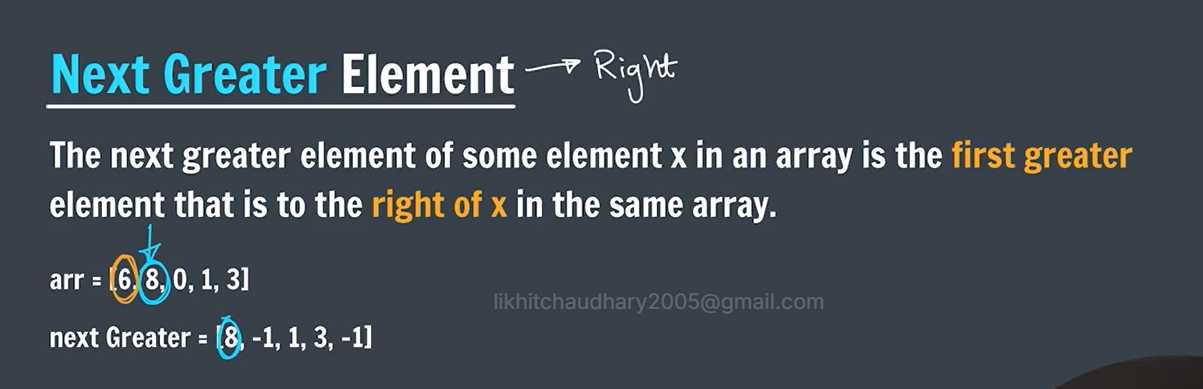 Next Greater Element → Right
The next greater element of some element x in an array is the first greater
element that is to the right of x in the same array.
arr = [6, 8, 0, 1, 3]
likhitchaudhary2005@gmail.com
next Greater = [8, -1, 1, 3, -1]